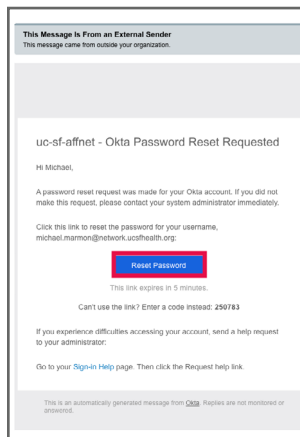 This Message Is From an External Sender
This message came from outside your organization.
uc-sf-affnet - Okta Password Reset Requested
Hi Michael,
A password reset request was made for your Okta account. If you did not
make this request, please contact your system administrator immediately.
Click this link to reset the password for your username,
michael.marmon@network.ucsfhealth.org:
Reset Password
This link expires in 5 minutes.
Can't use the link? Enter a code instead: 250783
If you experience difficulties accessing your account, send a help request
to your administrator:
Go to your Sign-in Help page. Then click the Request help link.
This is an automatically generated message from Okta. Replies are not monitored or
answered.